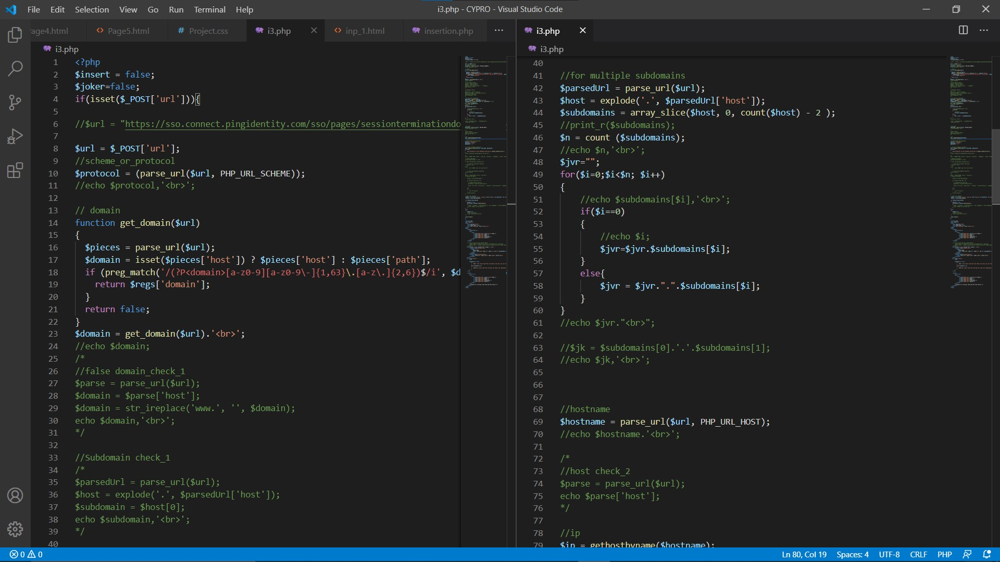 File Edit Selection View Go Run Terminal Help
i3.php - CYPRO - Visual Studio Code
age4.html
Page5.html
# Project.css
i3.php
inp_1.html
insertion.php
i3.php
1 <?php
2 $insert = false;
3 $joker=false;
4 if(isset($_POST['url'])){
5
6 //$url = "https://sso.connect.pingidentity.com/sso/pages/sessionterminationdo
7
8 $url = $_POST['url'];
9 //scheme_or_protocol
10 $protocol = (parse_url($url, PHP_URL_SCHEME));
11 //echo $protocol,'<br>';
12
13 // domain
14 function get_domain($url)
15 {
16 $pieces = parse_url($url);
17 $domain = isset($pieces['host']) ? $pieces['host'] : $pieces['path'];
18 if (preg_match('/(?P<domain>[a-z0-9][a-z0-9\-]{1,63}\.[a-z\.]{2,6})$/i', $d
19 return $regs['domain'];
20 }
21 return false;
22 }
23 $domain = get_domain($url).'<br>';
24 //echo $domain;
25 /*
26 //false domain_check_1
27 $parse = parse_url($url);
28 $domain = $parse['host'];
29 $domain = str_ireplace('www.', '', $domain);
30 echo $domain,'<br>';
31 */
32
33 //Subdomain check_1
34 /*
35 $parsedUrl = parse_url($url);
36 $host = explode('.', $parsedUrl['host']);
37 $subdomain = $host[0];
38 echo $subdomain,'<br>';
39 */
40
i3.php
i3.php
40
41 //for multiple subdomains
42 $parsedUrl = parse_url($url);
43 $host = explode('.', $parsedUrl['host']);
44 $subdomains = array_slice($host, 0, count($host) - 2 );
45 //print_r($subdomains);
46 $n = count ($subdomains);
47 //echo $n,'<br>';
48 $jvr="";
49 for($i=0;$i<$n; $i++)
50 {
51 //echo $subdomains[$i],'<br>';
52 if($i==0)
53 {
54 //echo $i;
55 $jvr=$jvr.$subdomains[$i];
56 }
57 else{
58 $jvr = $jvr.".".$subdomains[$i];
59 }
60 }
61 //echo $jvr."<br>";
62
63 //$jk = $subdomains[0].'.'.$subdomains[1];
64 //echo $jk,'<br>';
65
66
67
68 //hostname
69 $hostname = parse_url($url, PHP_URL_HOST);
70 //echo $hostname.'<br>';
71
72 /*
73 //host check_2
74 $parse = parse_url($url);
75 echo $parse['host'];
76 */
77
78 //ip
79 $ip = gethostbyname($hostname);
0 0
Ln 80, Col 19 Spaces: 4 UTF-8 CRLF PHP